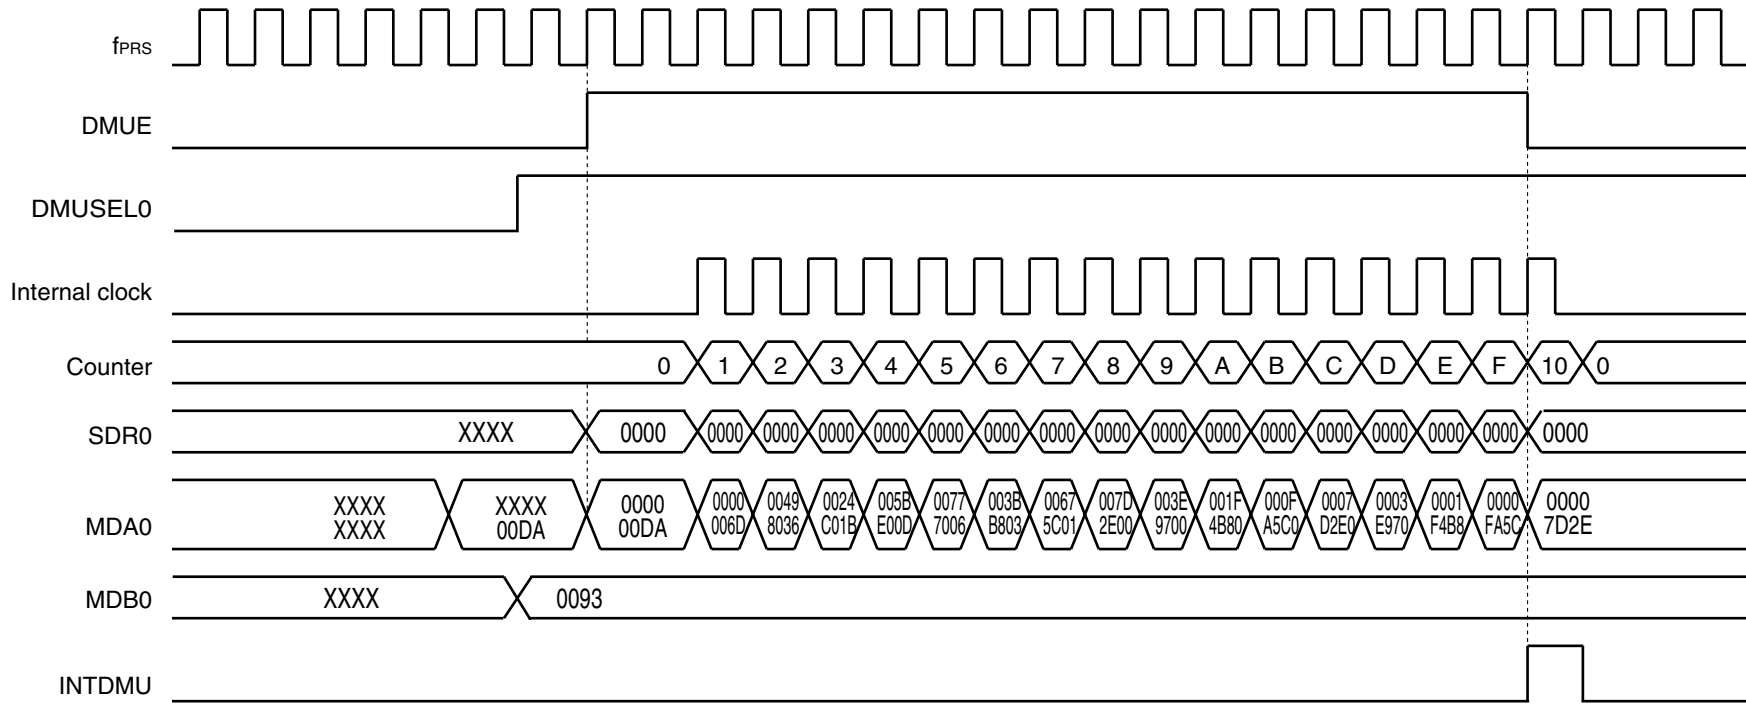 fPRS
DMUE
DMUSEL0
Internal clock
Counter 0 1 2 3 4 5 6 7 8 9 A B C D E F 10 0
SDR0 XXXX 0000 0000 0000 0000 0000 0000 0000 0000 0000 0000 0000 0000 0000 0000 0000 0000 0000
XXXX XXXX 0000 0000 0049 0024 005B 0077 003B 0067 007D 003E 001F 000F 0007 0003 0001 0000 0000
MDA0 XXXX 00DA 00DA 006D 8036 C01B E00D 7006 B803 5C01 2E00 9700 4B80 A5C0 D2E0 E970 F4B8 FA5C 7D2E
MDB0 XXXX 0093
INTDMU